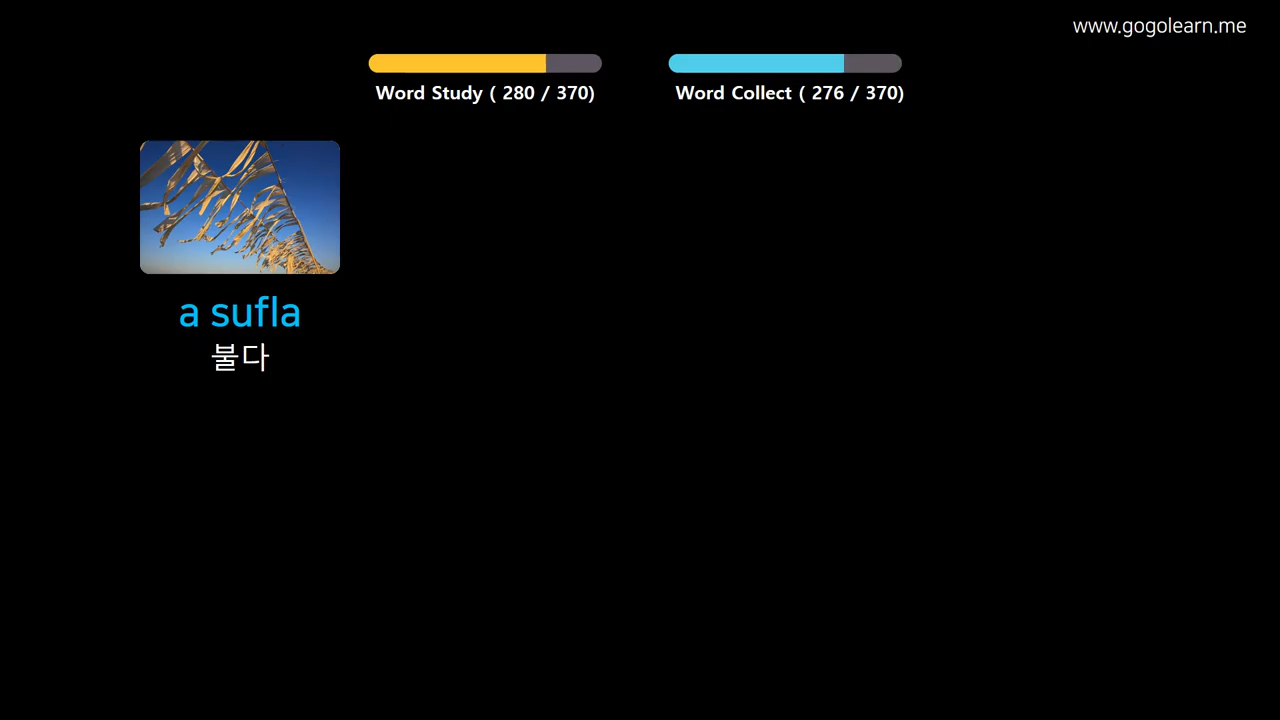 www.gogolearn.me
Word Study ( 280 / 370)
Word Collect ( 276 / 370)
a sufla
불다